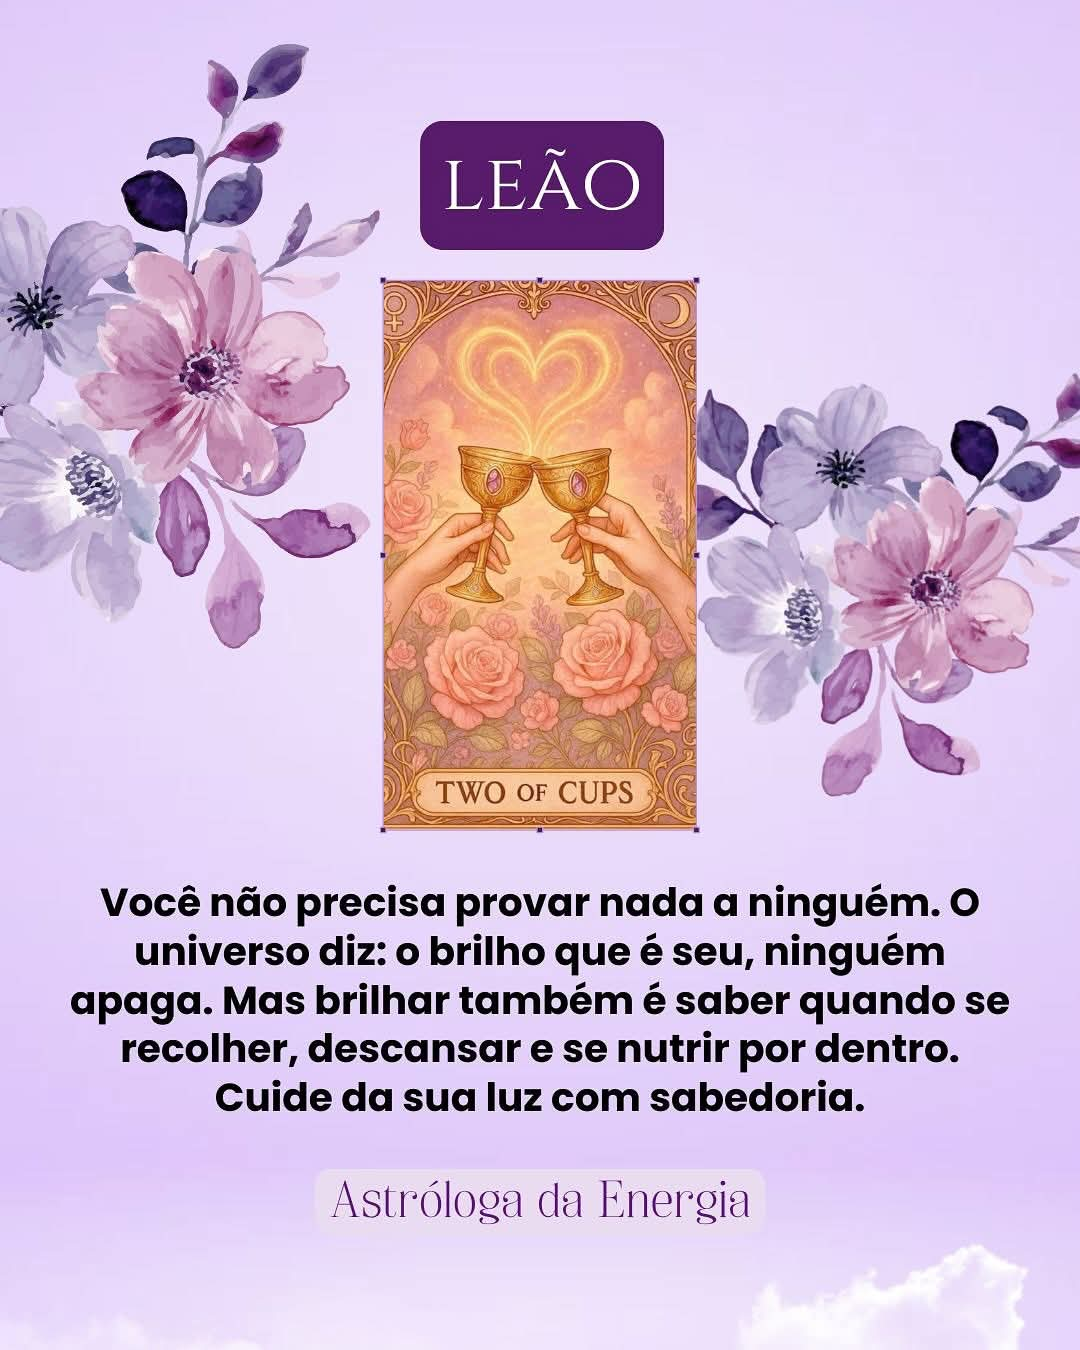 LEÃO
TWO OF CUPS
Você não precisa provar nada a ninguém. O
universo diz: o brilho que é seu, ninguém
apaga. Mas brilhar também é saber quando se
recolher, descansar e se nutrir por dentro.
Cuide da sua luz com sabedoria.
Astróloga da Energia